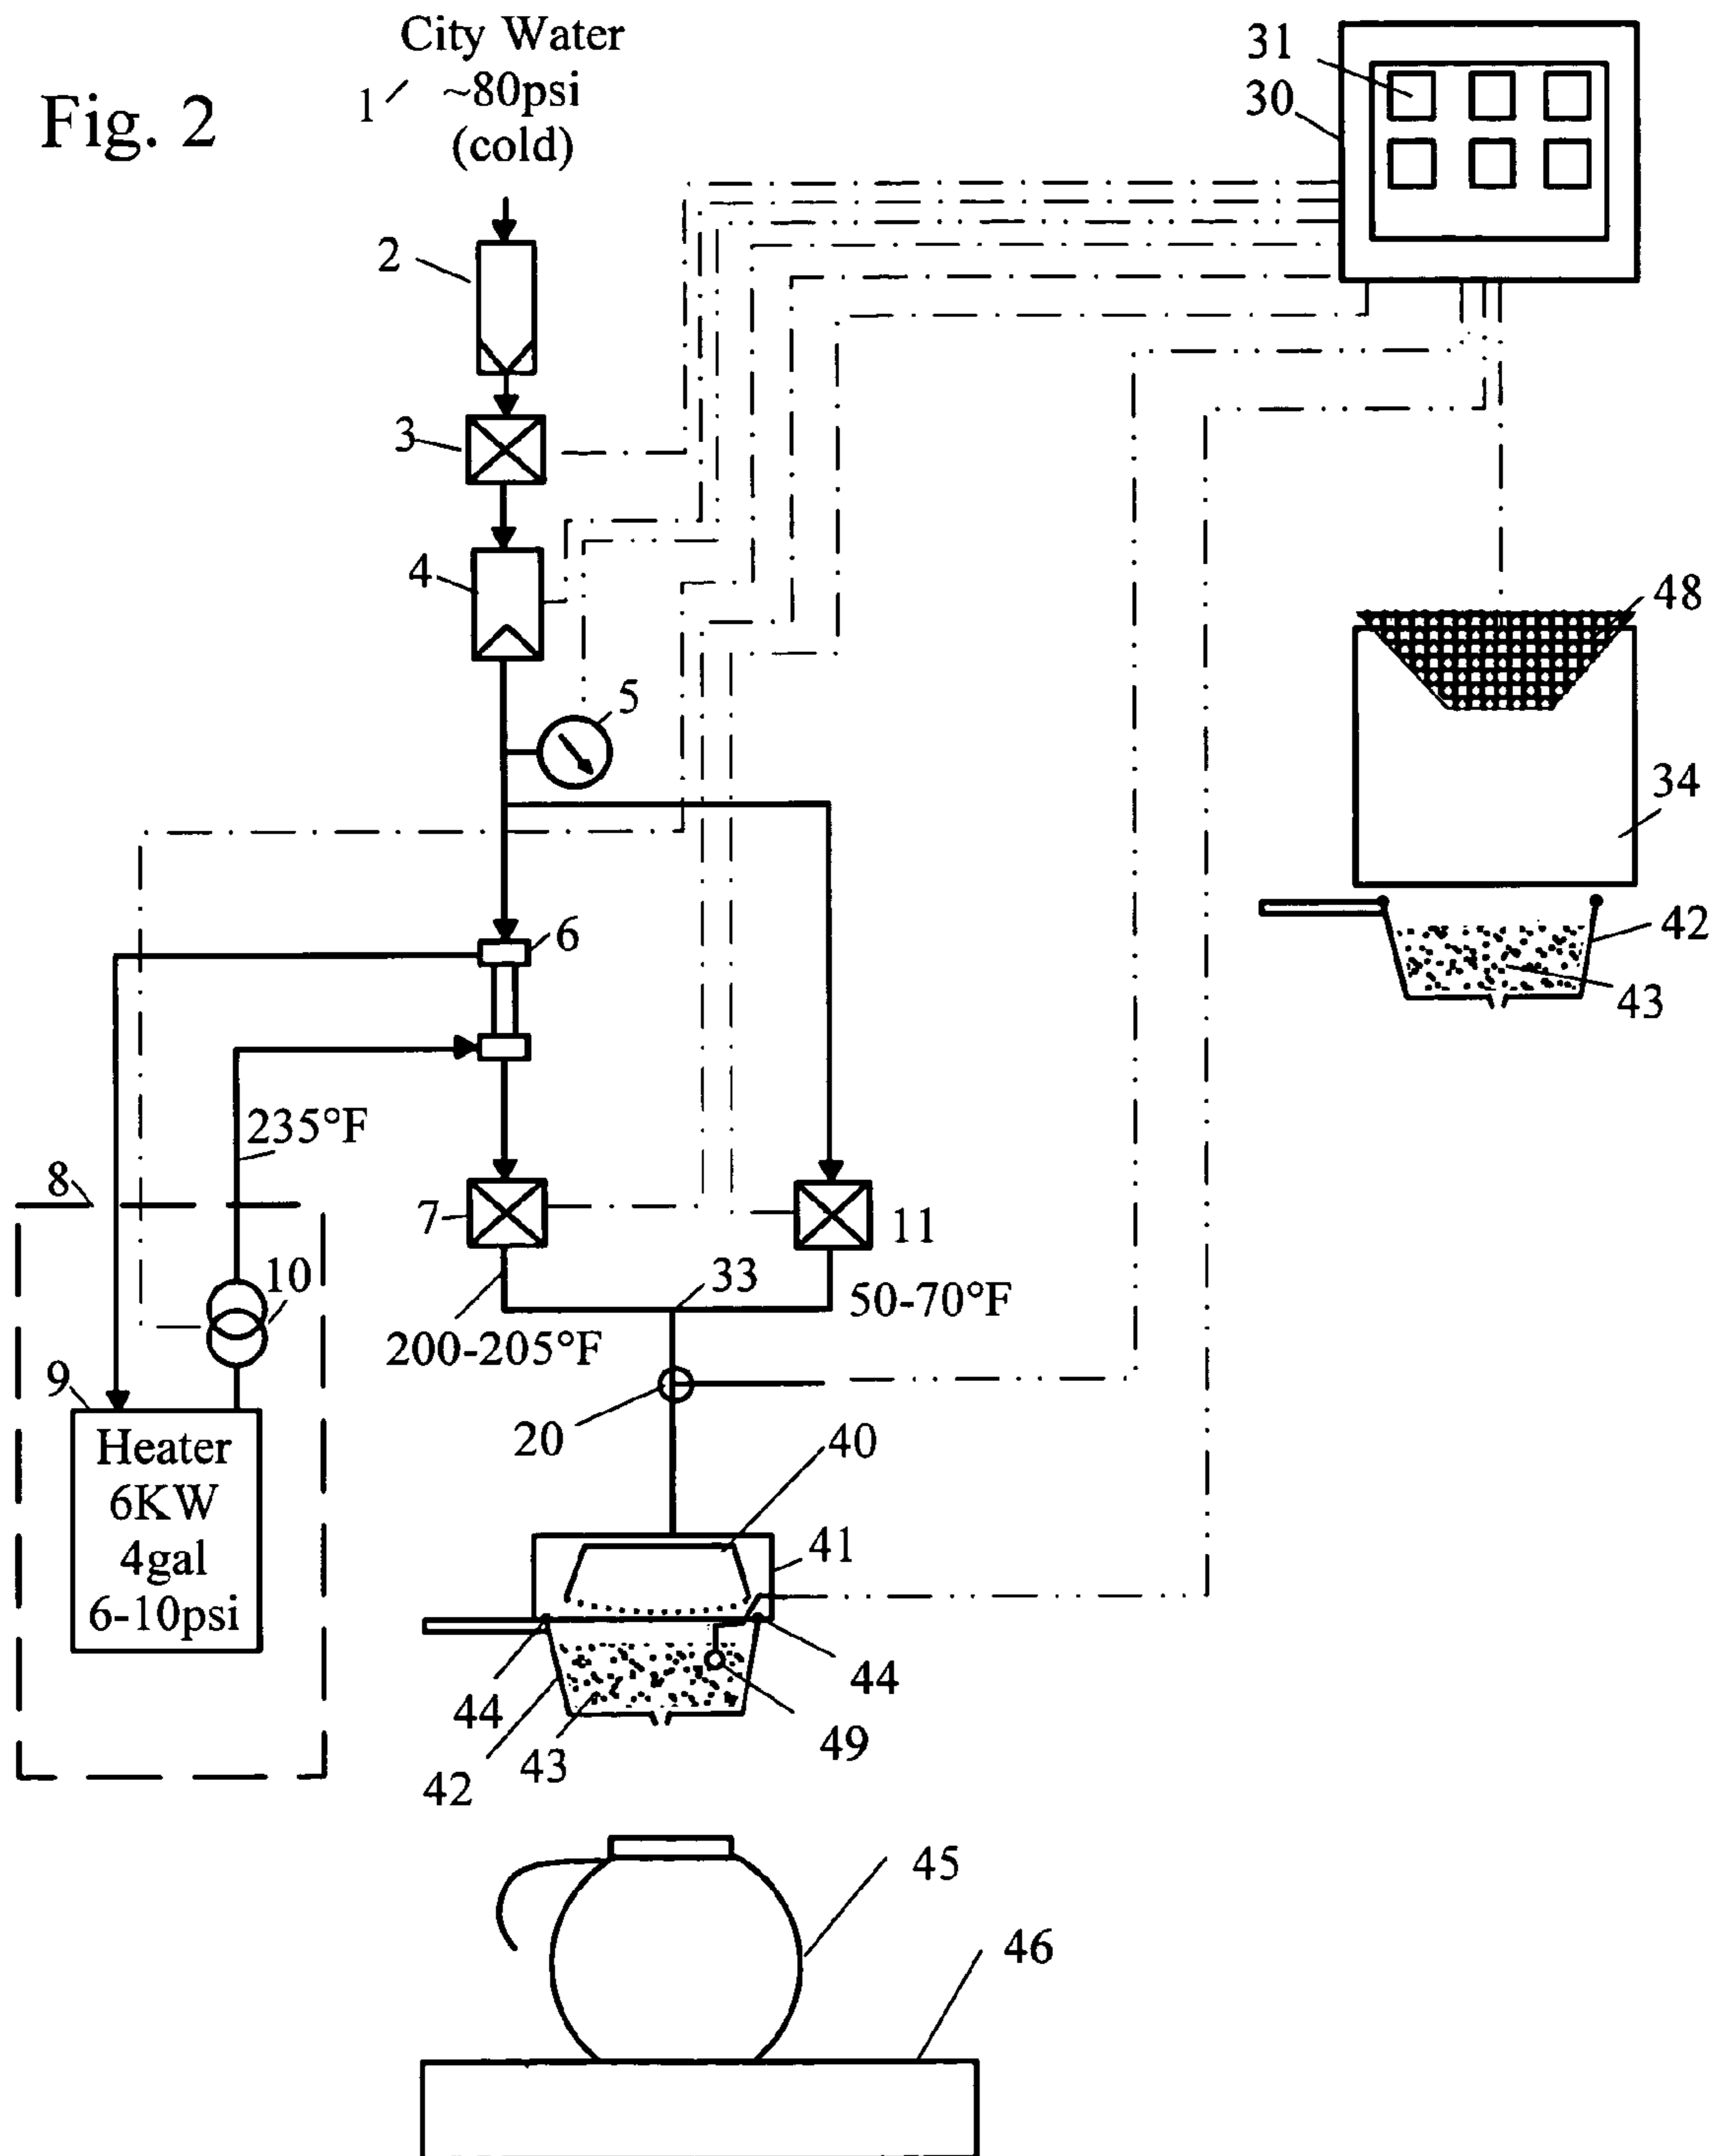 Fig. 2
City Water
~80psi
(cold)
1
31
30
2
3
4
5
48
34
42
43
6
235°F
8
7
11
10
33
50-70°F
200-205°F
9
20
40
Heater
6KW
4gal
6-10psi
41
44
44
49
43
42
45
46